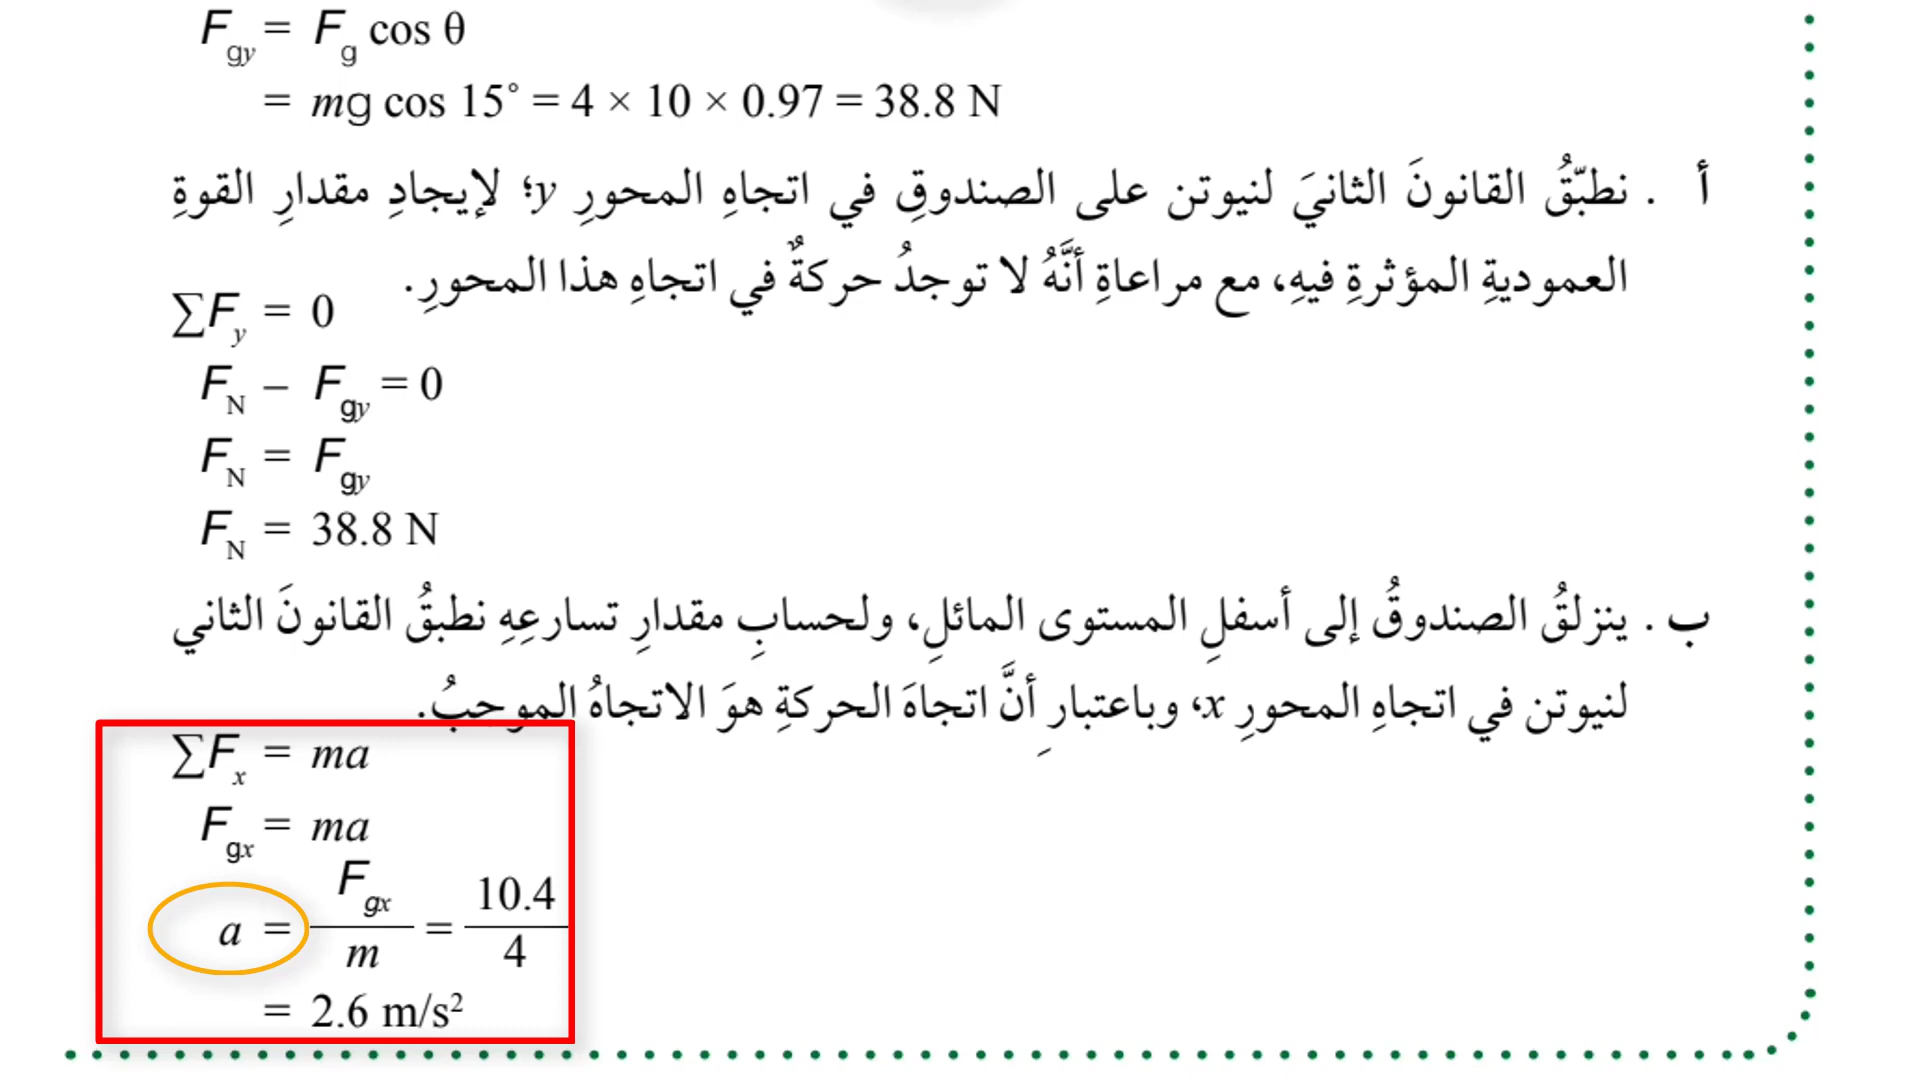 F_gy = F_g cos θ
= mg cos 15° = 4 × 10 × 0.97 = 38.8 N
أ . نطبّقُ القانونَ الثانيَ لنيوتن على الصندوقِ في اتجاهِ المحورِ y؛ لإيجادِ مقدارِ القوةِ
العموديةِ المؤثرةِ فيهِ، مع مراعاةِ أنَّهُ لا توجدُ حركةٌ في اتجاهِ هذا المحورِ.
∑F_y = 0
F_N – F_gy = 0
F_N = F_gy
F_N = 38.8 N
ب . ينزلقُ الصندوقُ إلى أسفلِ المستوى المائلِ، ولحسابِ مقدارِ تسارعِهِ نطبقُ القانونَ الثاني
لنيوتن في اتجاهِ المحورِ x، وباعتبارِ أنَّ اتجاهَ الحركةِ هوَ الاتجاهُ الموجبُ.
∑F_x = ma
F_gx = ma
a = F_gx / m = 10.4 / 4
= 2.6 m/s²